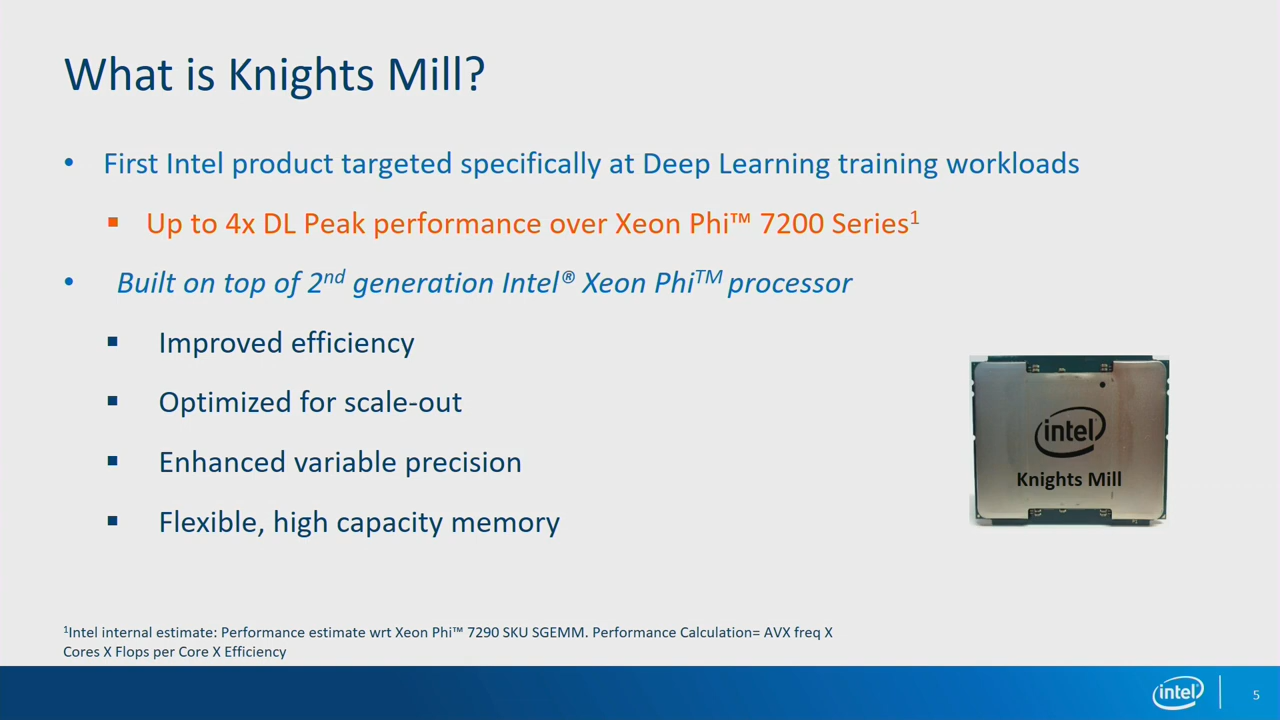 What is Knights Mill?
• First Intel product targeted specifically at Deep Learning training workloads
▪ Up to 4x DL Peak performance over Xeon Phi™ 7200 Series¹
• Built on top of 2nd generation Intel® Xeon Phi™ processor
▪ Improved efficiency
▪ Optimized for scale-out
▪ Enhanced variable precision
▪ Flexible, high capacity memory
intel
Knights Mill
¹Intel internal estimate: Performance estimate wrt Xeon Phi™ 7290 SKU SGEMM. Performance Calculation= AVX freq X
Cores X Flops per Core X Efficiency
intel
5